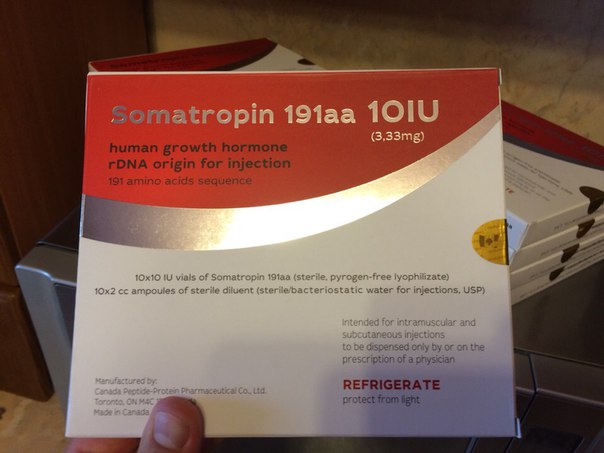 Somatropin 191aa 10IU
(3,33mg)
human growth hormone
rDNA origin for injection
191 amino acids sequence
10x10 IU vials of Somatropin 191aa (sterile, pyrogen-free lyophilizate)
10x2 cc ampoules of sterile diluent (sterile/bacteriostatic water for injections, USP)
Intended for intramuscular and
subcutaneous injections
to be dispensed only by or on the
prescription of a physician
REFRIGERATE
protect from light
Manufactured by:
Canada Peptide-Protein Pharmaceutical Co., Ltd.
Toronto, ON M4C
Made in Canada